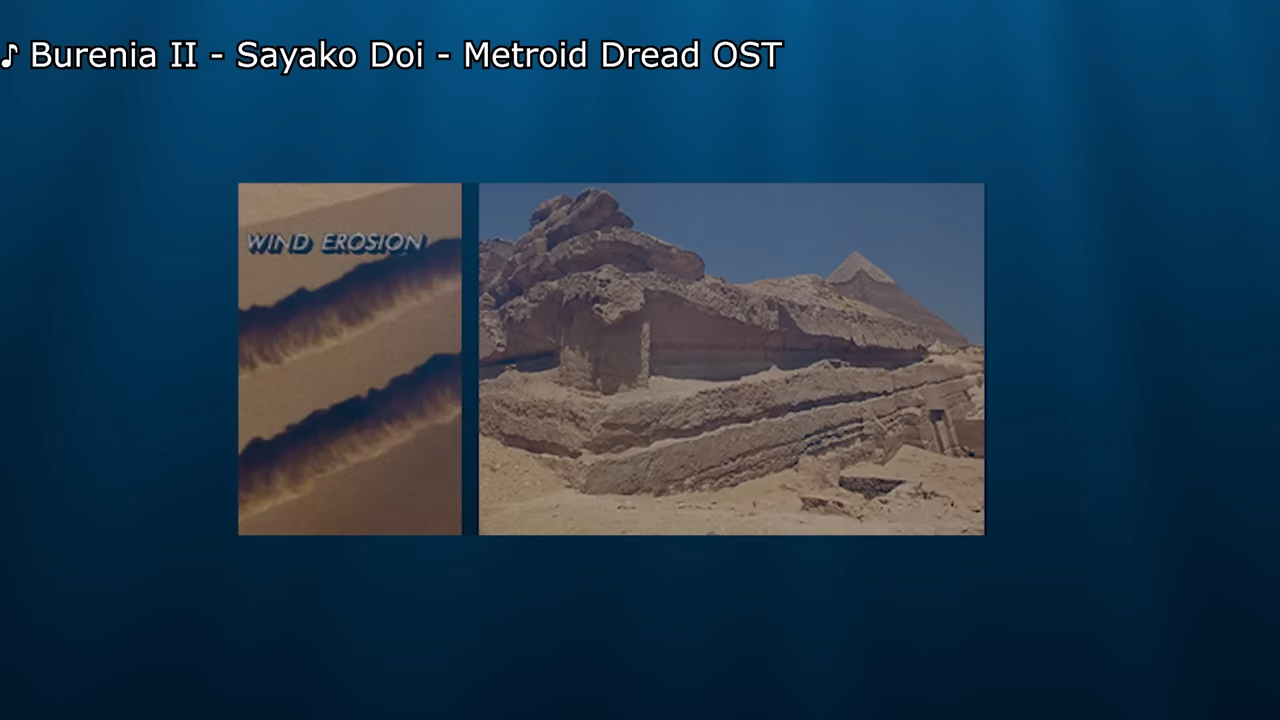 ♪ Burenia II - Sayako Doi - Metroid Dread OST
WIND EROSION